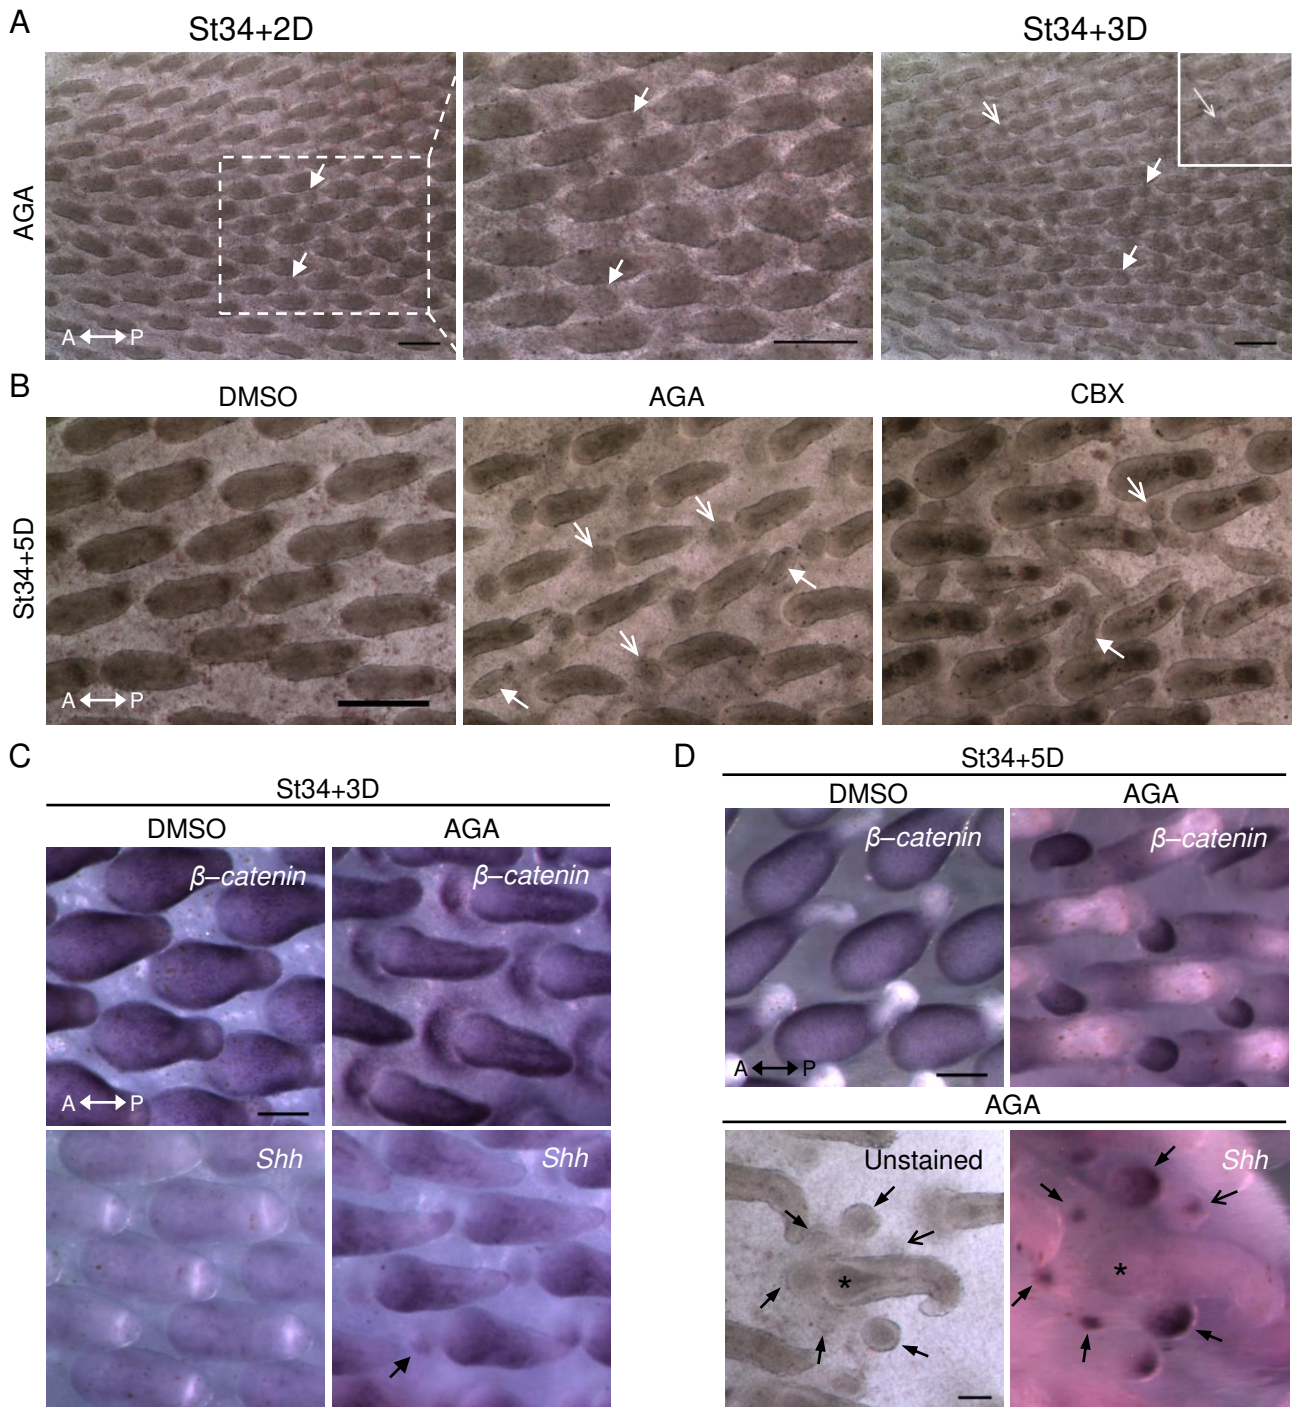 A
St34+2D
St34+3D
AGA
A P
B
DMSO
AGA
CBX
St34+5D
A P
C
St34+3D
DMSO
AGA
β–catenin
β–catenin
A P
Shh
Shh
D
St34+5D
DMSO
AGA
β–catenin
β–catenin
A P
AGA
Unstained
*
Shh
*